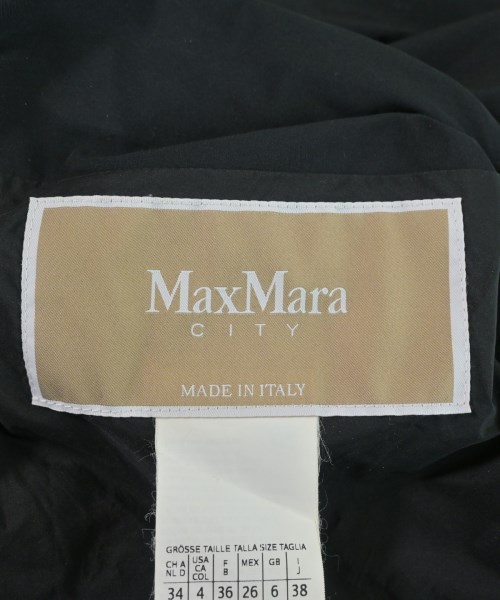 MaxMara
CITY
MADE IN ITALY
GRÖSSE TAILLE TALLA SIZE TAGLIA
CH A NL D USA CA COL F B MEX GB I J
34 4 36 26 6 38